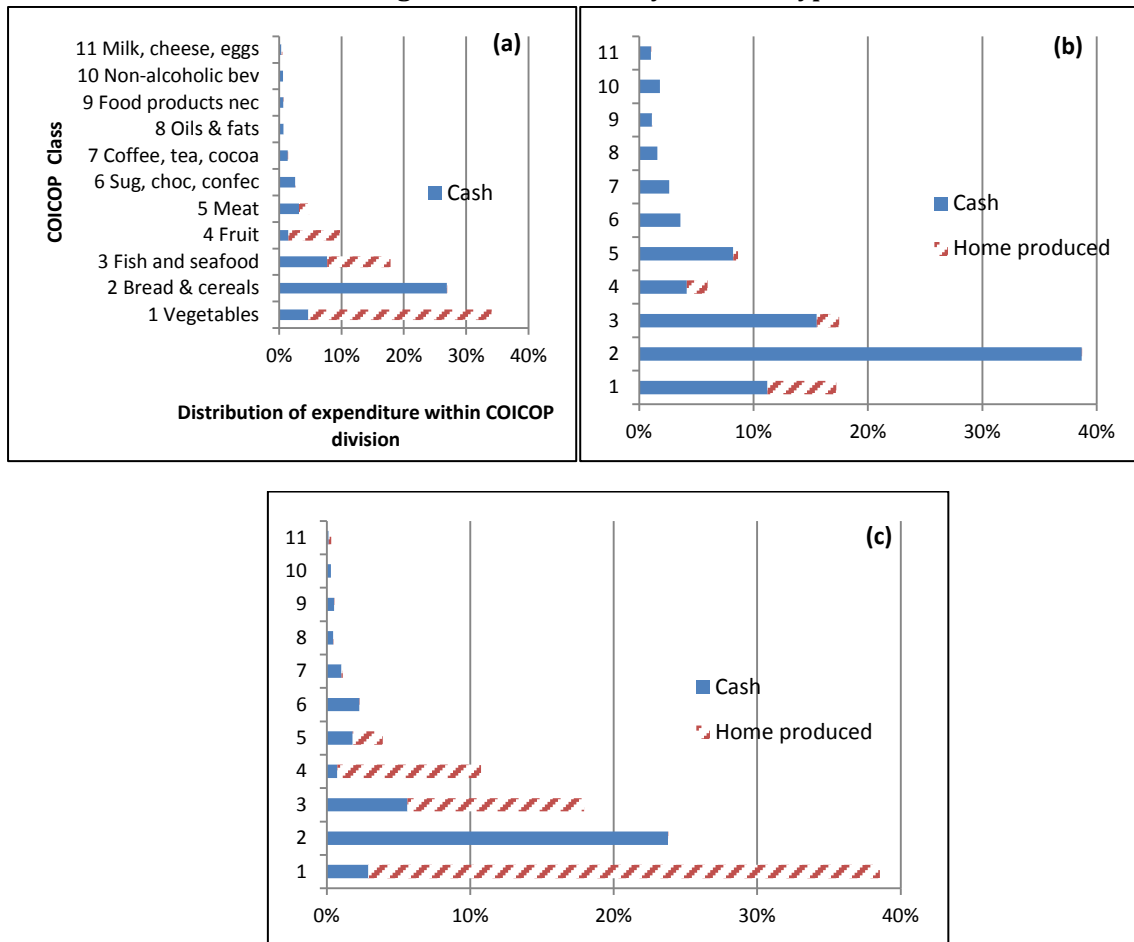 (a)
11 Milk, cheese, eggs
10 Non-alcoholic bev
9 Food products nec
8 Oils & fats
7 Coffee, tea, cocoa
6 Sug, choc, confec
5 Meat
4 Fruit
3 Fish and seafood
2 Bread & cereals
1 Vegetables
COICOP Class
Cash
0% 10% 20% 30% 40%
Distribution of expenditure within COICOP
division
(b)
11
10
9
8
7
6
5
4
3
2
1
Cash
Home produced
0% 10% 20% 30% 40%
(c)
11
10
9
8
7
6
5
4
3
2
1
Cash
Home produced
0% 10% 20% 30% 40%